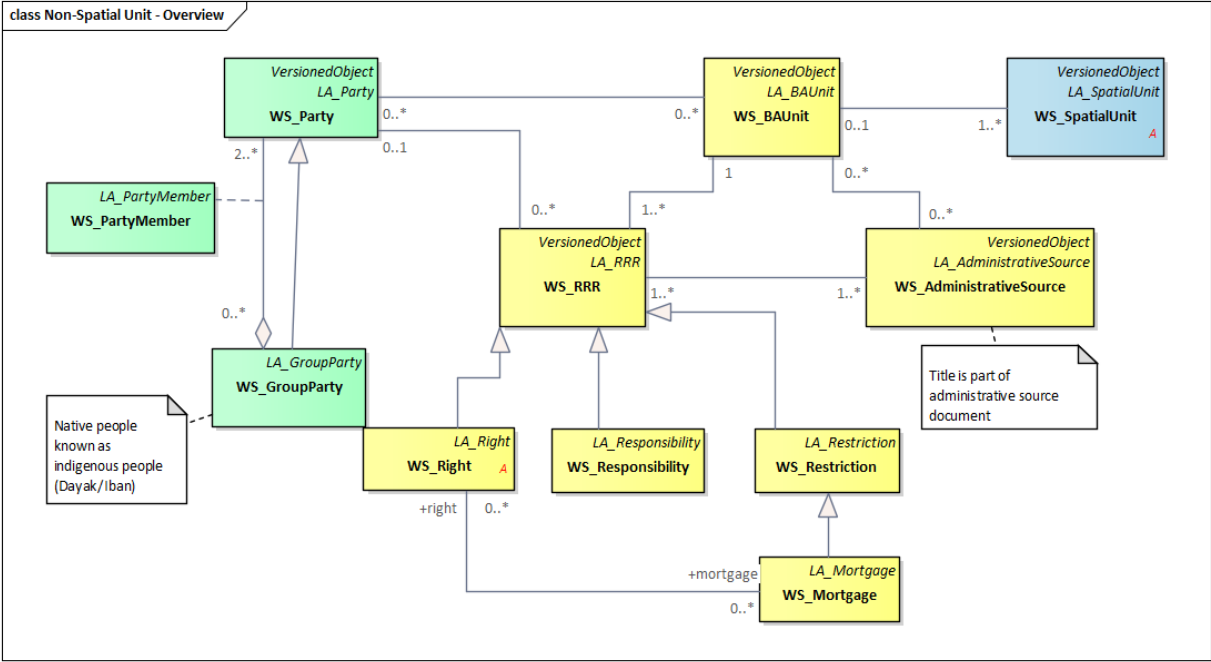 class Non-Spatial Unit - Overview
VersionedObject
LA_Party
WS_Party
VersionedObject
LA_BAUnit
WS_BAUnit
VersionedObject
LA_SpatialUnit
WS_SpatialUnit
A
0..*
0..*
0..1
1..*
0..1
2..*
1
0..*
LA_PartyMember
WS_PartyMember
0..*
1..*
0..*
VersionedObject
LA_RRR
WS_RRR
VersionedObject
LA_AdministrativeSource
WS_AdministrativeSource
1..*
1..*
0..*
LA_GroupParty
WS_GroupParty
Title is part of
administrative source
document
Native people
known as
indigenous people
(Dayak/Iban)
LA_Right
WS_Right
A
LA_Responsibility
WS_Responsibility
LA_Restriction
WS_Restriction
+right
0..*
LA_Mortgage
WS_Mortgage
+mortgage
0..*